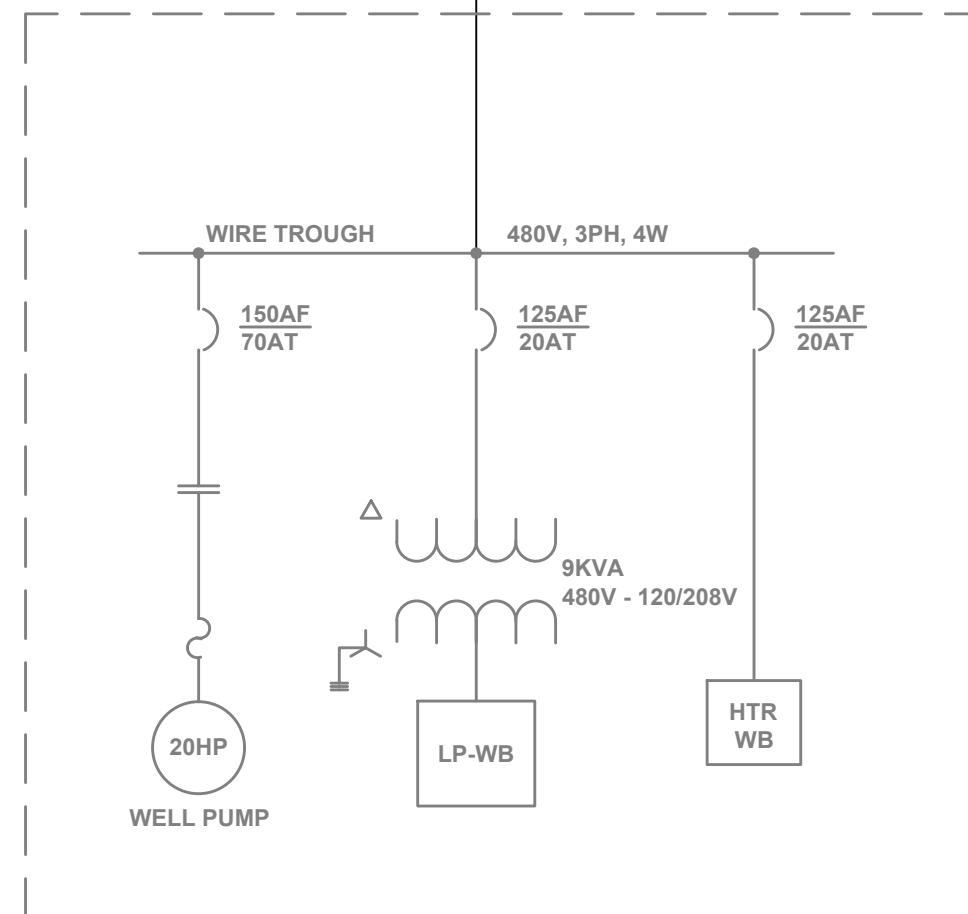 WIRE TROUGH
480V, 3PH, 4W
150AF
70AT
125AF
20AT
125AF
20AT
9KVA
480V - 120/208V
20HP
WELL PUMP
LP-WB
HTR
WB